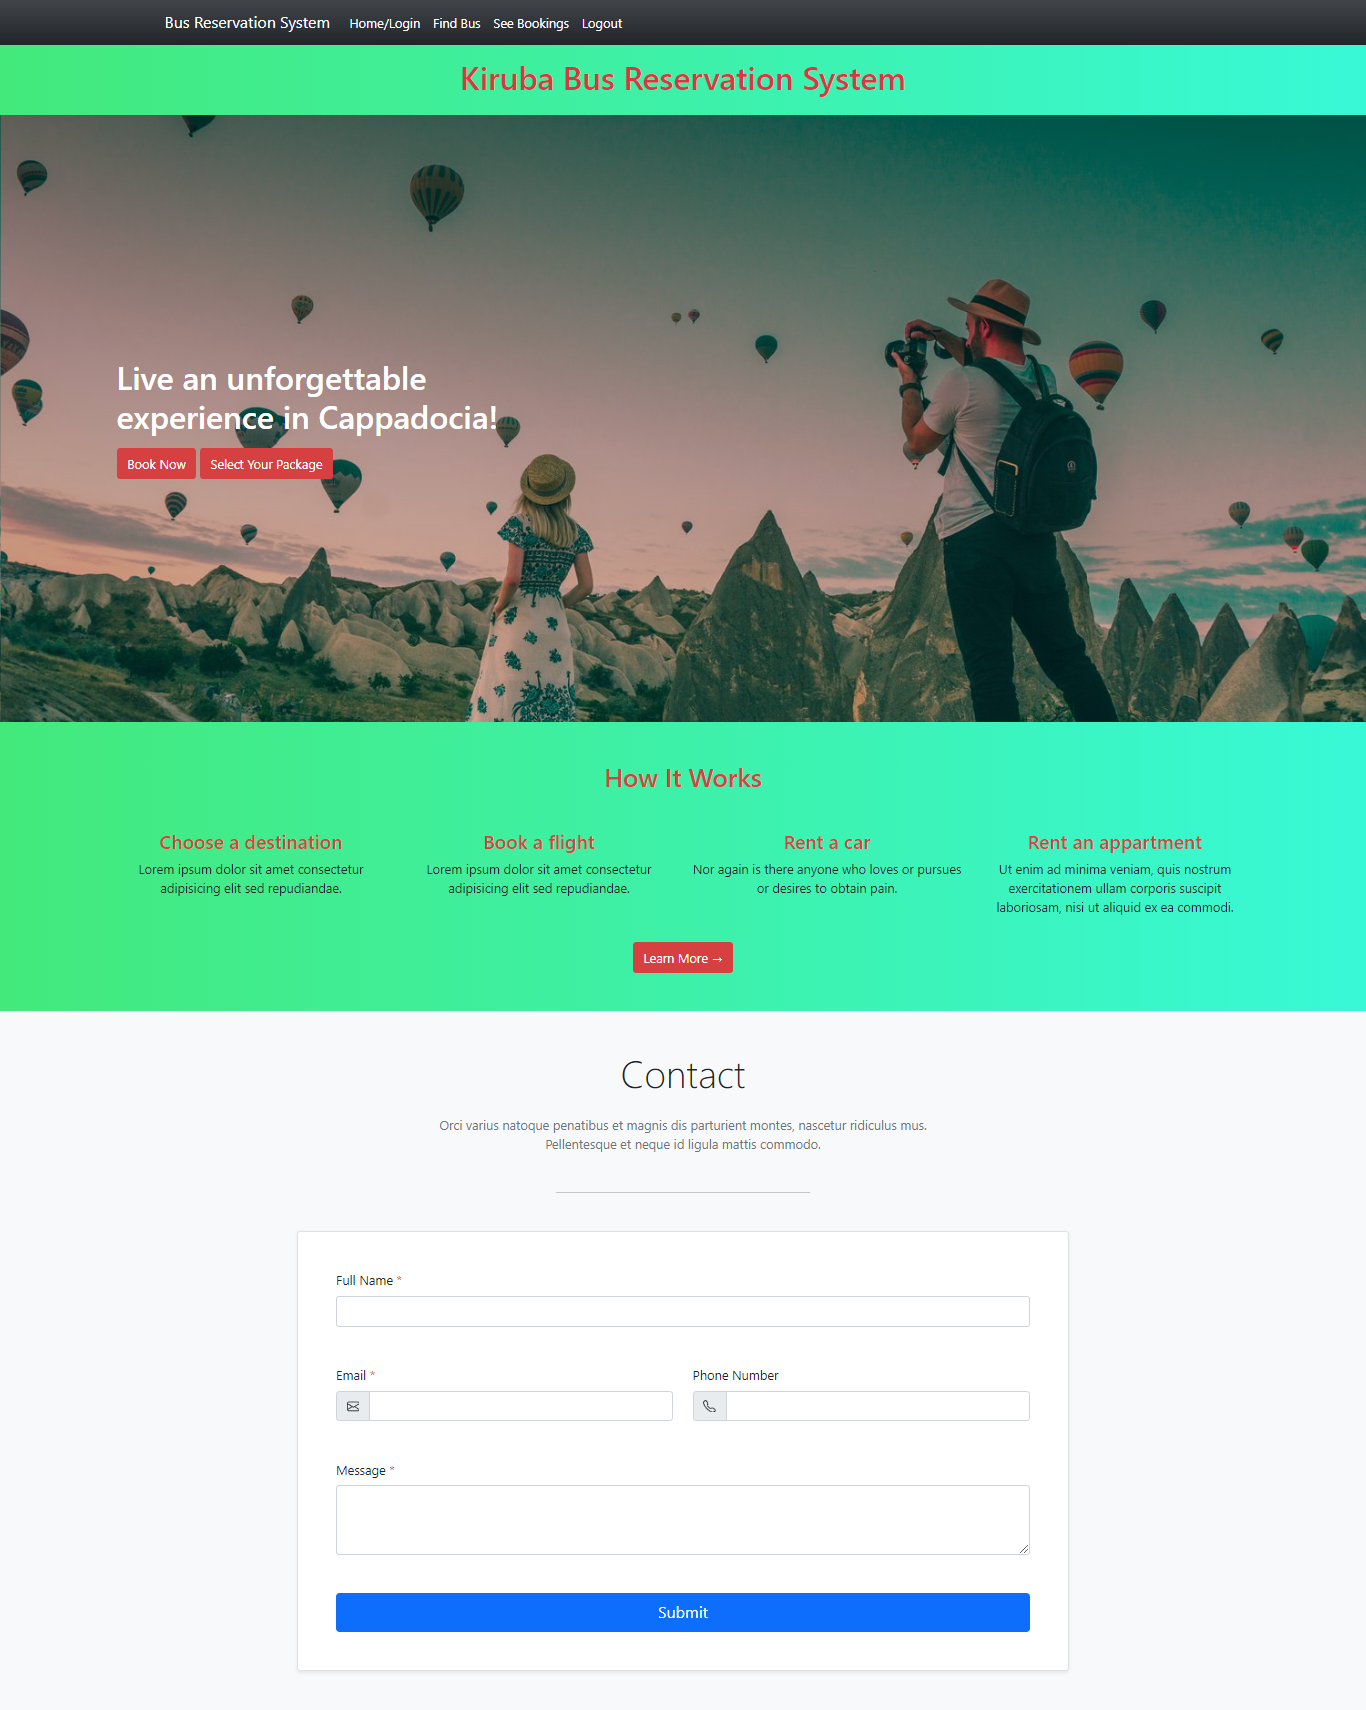 Bus Reservation System Home/Login Find Bus See Bookings Logout
Kiruba Bus Reservation System
Live an unforgettable
experience in Cappadocia!
Book Now Select Your Package
How It Works
Choose a destination
Lorem ipsum dolor sit amet consectetur
adipisicing elit sed repudiandae.
Book a flight
Lorem ipsum dolor sit amet consectetur
adipisicing elit sed repudiandae.
Rent a car
Nor again is there anyone who loves or pursues
or desires to obtain pain.
Rent an appartment
Ut enim ad minima veniam, quis nostrum
exercitationem ullam corporis suscipit
laboriosam, nisi ut aliquid ex ea commodi.
Learn More →
Contact
Orci varius natoque penatibus et magnis dis parturient montes, nascetur ridiculus mus.
Pellentesque et neque id ligula mattis commodo.
Full Name *
Email *
Phone Number
Message *
Submit